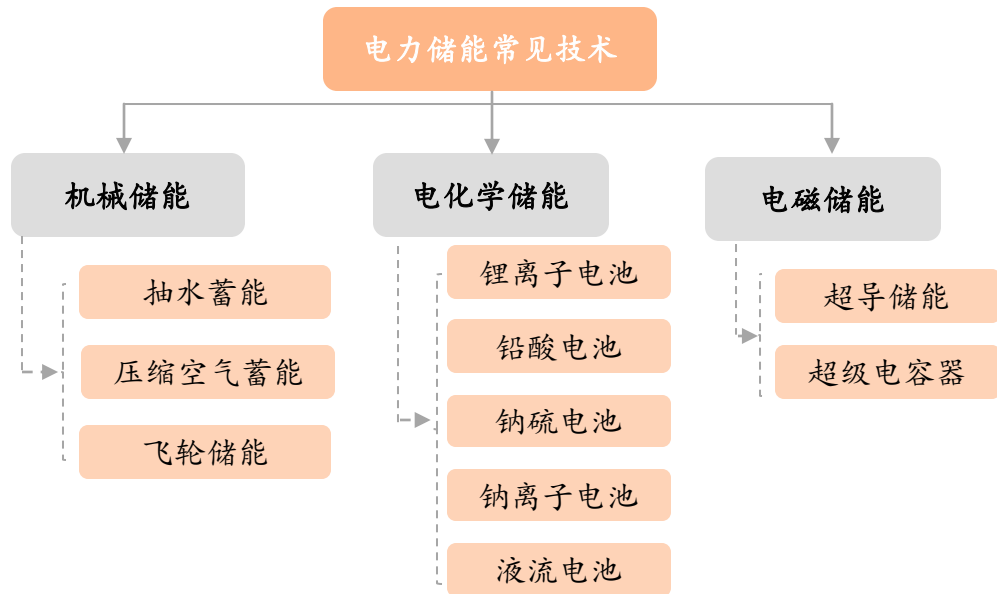 电力储能常见技术
机械储能
抽水蓄能
压缩空气蓄能
飞轮储能
电化学储能
锂离子电池
铅酸电池
钠硫电池
钠离子电池
液流电池
电磁储能
超导储能
超级电容器